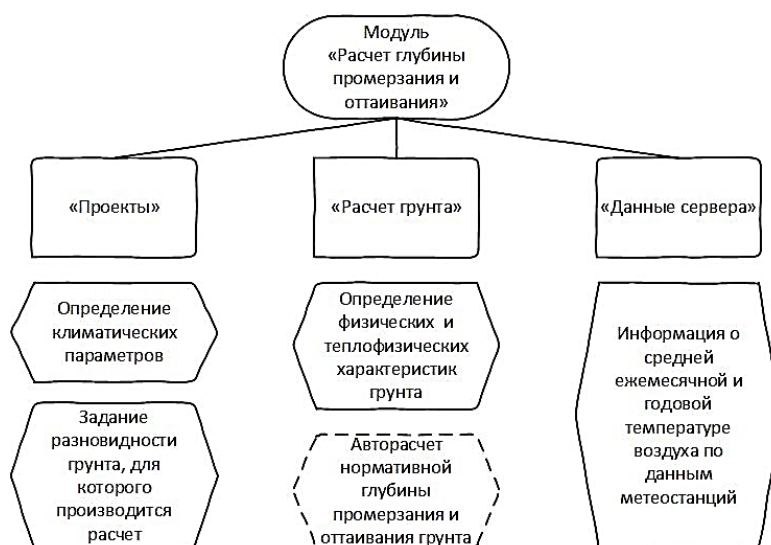 Модуль
«Расчет глубины
промерзания и
оттаивания»
«Проекты»
«Расчет грунта»
«Данные сервера»
Определение
климатических
параметров
Задание
разновидности
грунта, для
которого
производится
расчет
Определение
физических и
теплофизических
характеристик
грунта
Авторасчет
нормативной
глубины
промерзания и
оттаивания грунта
Информация о
средней
ежемесячной и
годовой
температуре
воздуха по
данным
метеостанций